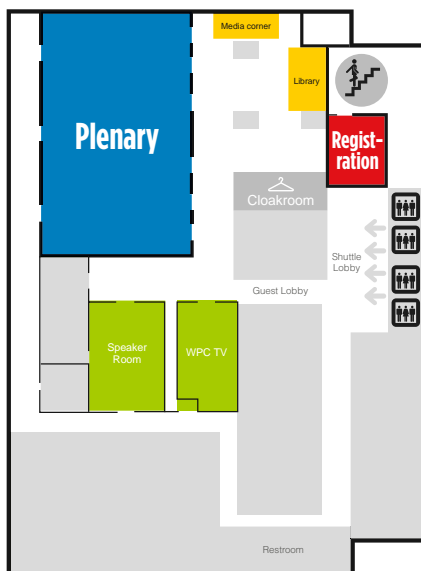 Media corner
Plenary
Library
Regist-
ration
Cloakroom
Shuttle
Lobby
Guest Lobby
Speaker
Room
WPC TV
Restroom